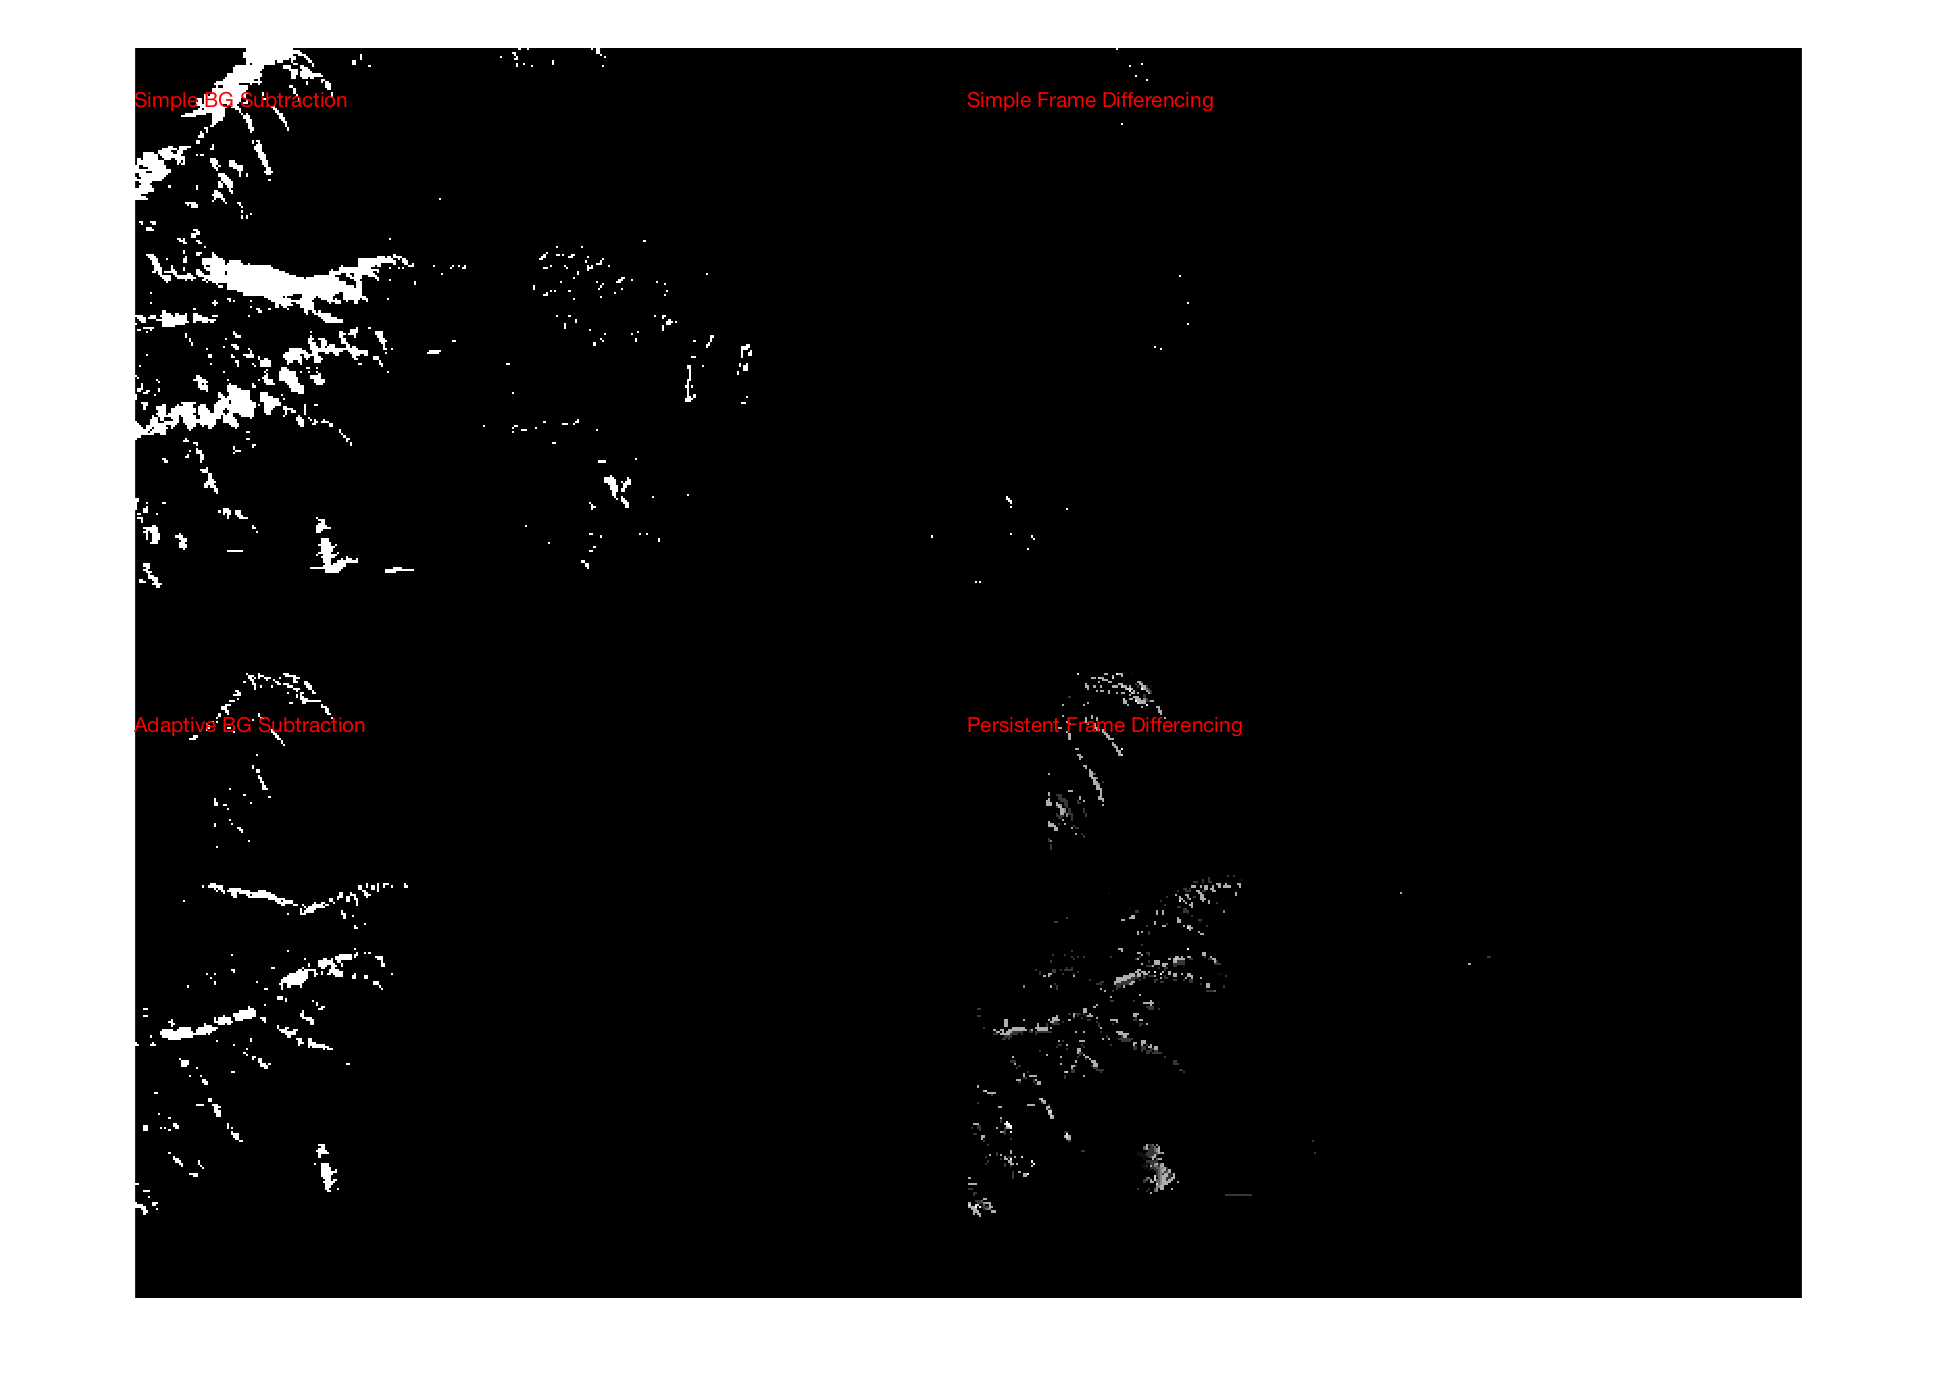 Simple BG Subtraction
Simple Frame Differencing
Adaptive BG Subtraction
Persistent Frame Differencing